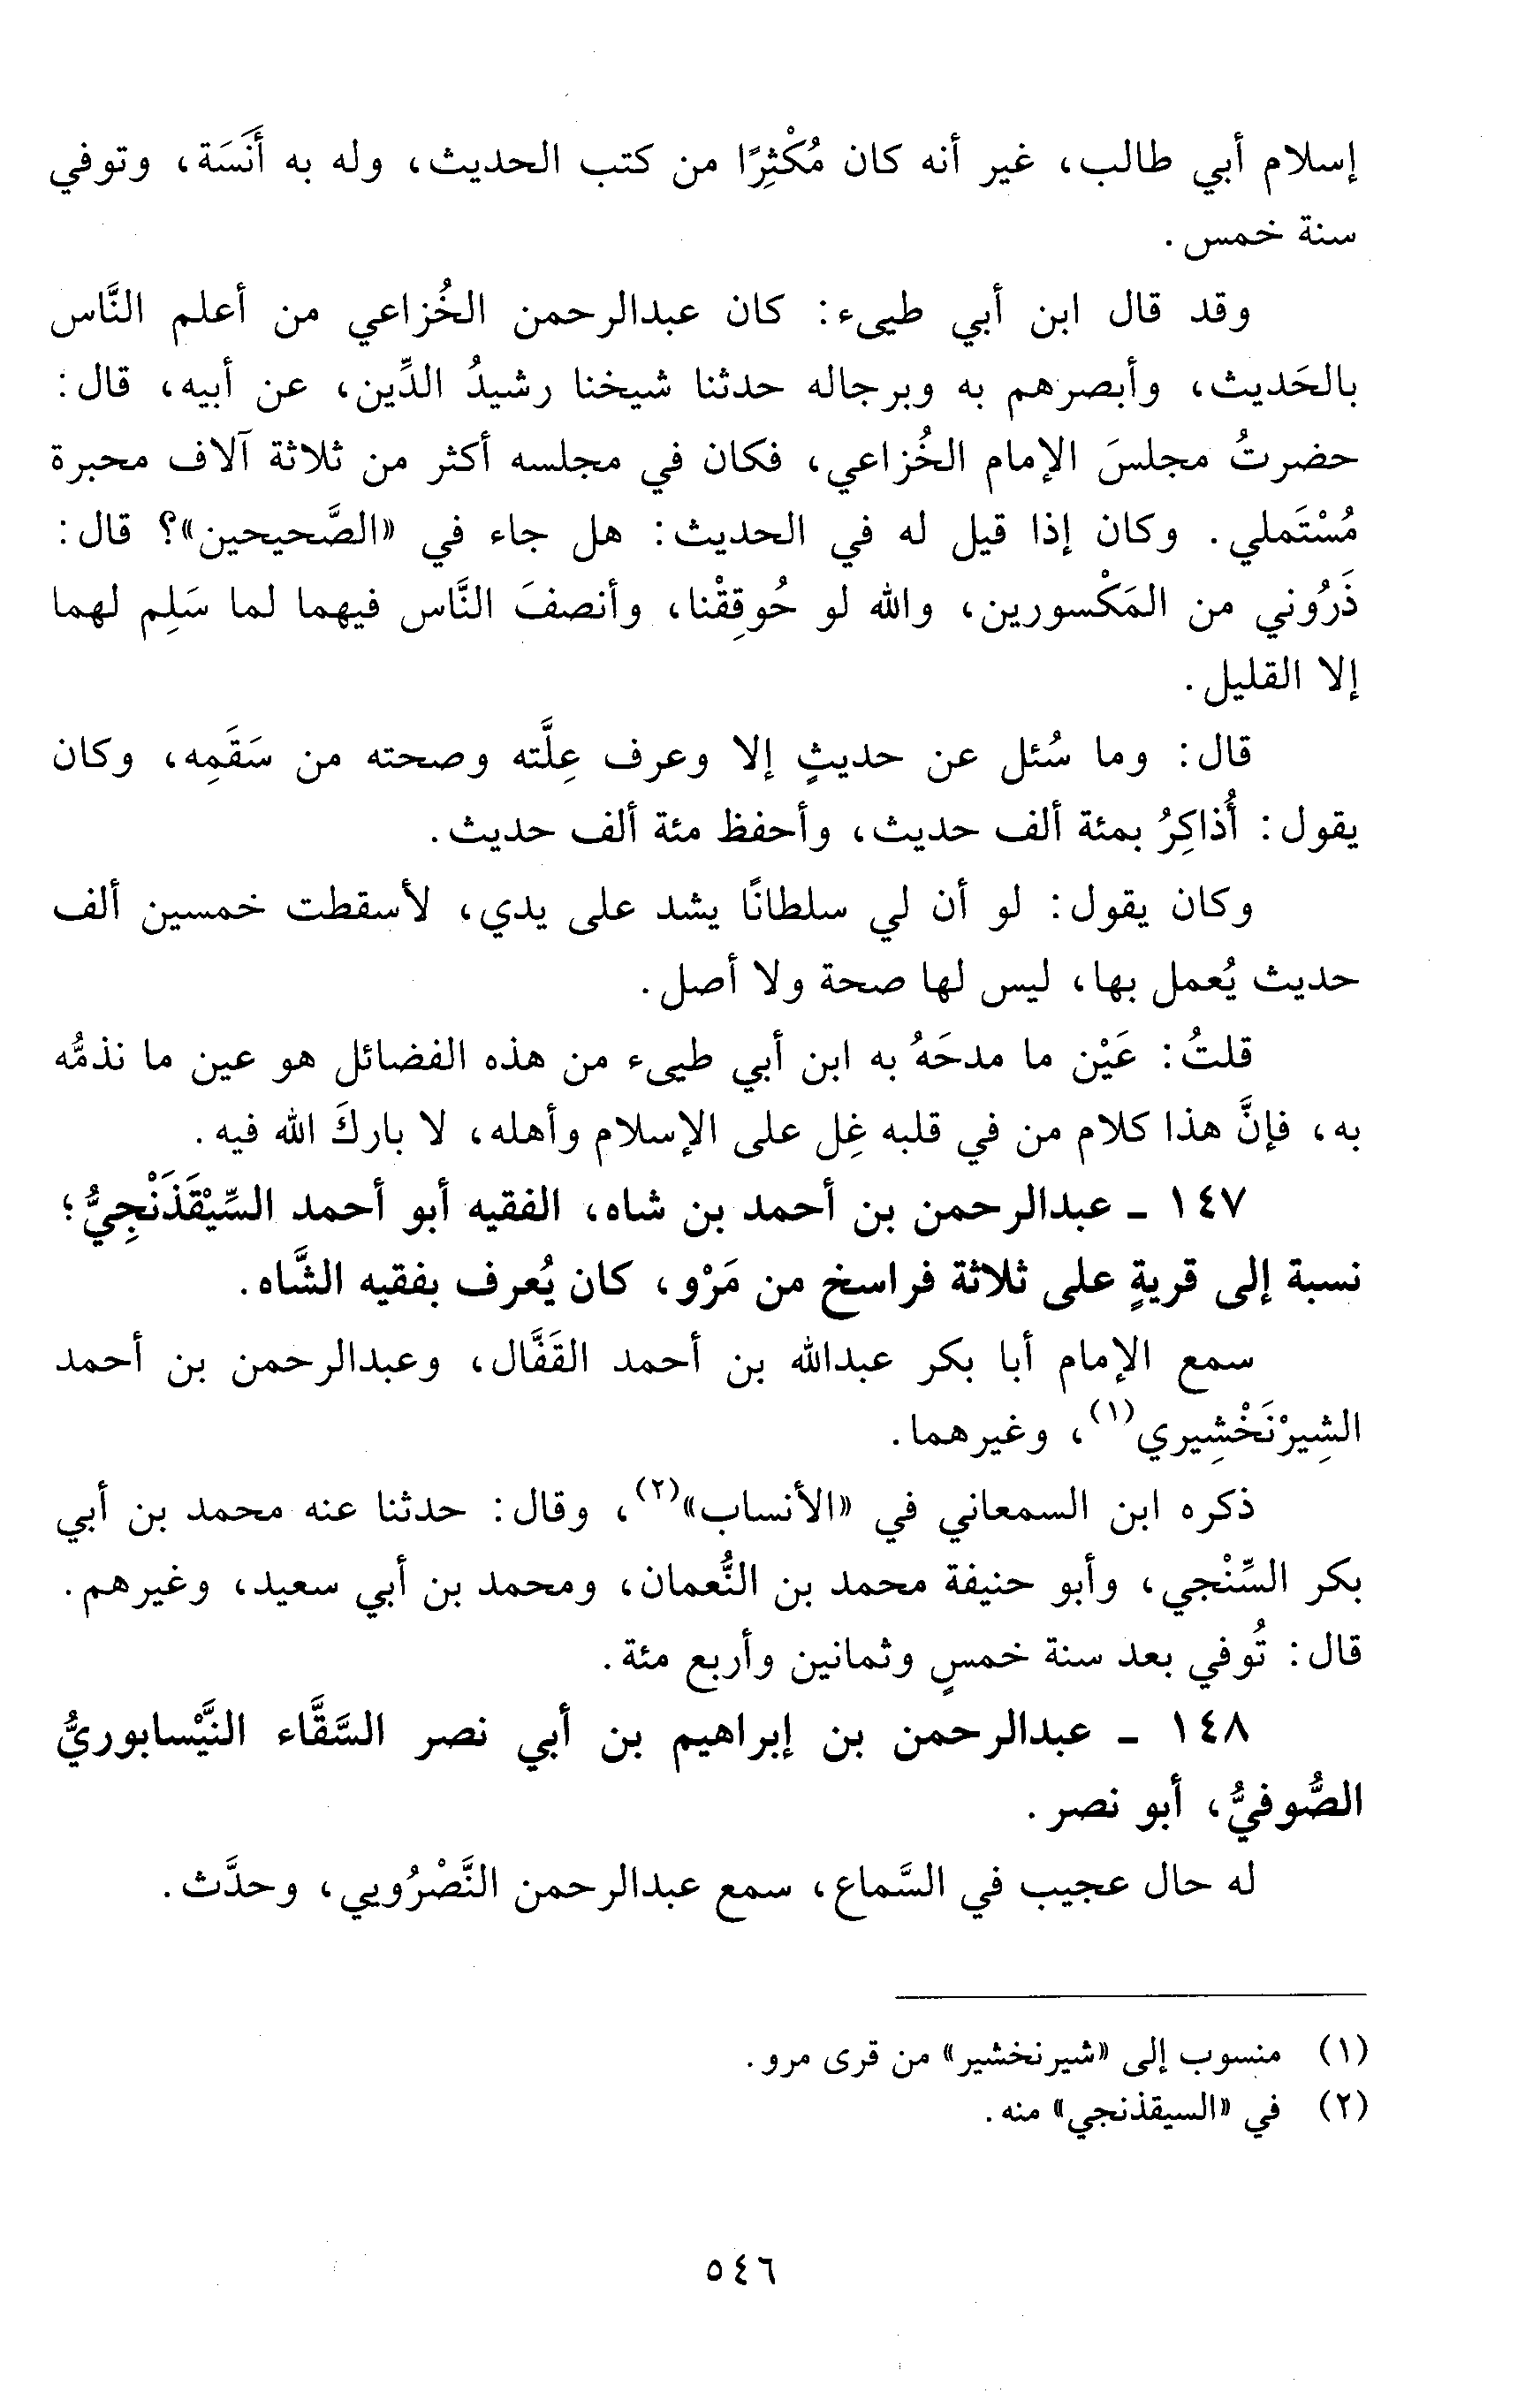 إسلام أبي طالب، غير أنه كان مُكْثِرًا من كتب الحديث، وله به أَنَسَة، وتوفي
سنة خمس.
وقد قال ابن أبي طيىء: كان عبدالرحمن الخُزاعي من أعلم النَّاس
بالحَديث، وأبصرهم به وبرجاله حدثنا شيخنا رشيدُ الدِّين، عن أبيه، قال:
حضرتُ مجلسَ الإمام الخُزاعي، فكان في مجلسه أكثر من ثلاثة آلاف محبرة
مُسْتَملي. وكان إذا قيل له في الحديث: هل جاء في «الصَّحيحين»؟ قال:
ذَرُوني من المَكْسورين، والله لو حُوقِقْنا، وأنصفَ النَّاس فيهما لما سَلِم لهما
إلا القليل.
قال: وما سُئل عن حديثٍ إلا وعرف عِلَّته وصحته من سَقَمِه، وكان
يقول: أُذاكِرُ بمئة ألف حديث، وأحفظ مئة ألف حديث.
وكان يقول: لو أن لي سلطانًا يشد على يدي، لأسقطت خمسين ألف
حديث يُعمل بها، ليس لها صحة ولا أصل.
قلتُ: عَيْن ما مدحَهُ به ابن أبي طيىء من هذه الفضائل هو عين ما نذمُّه
به، فإنَّ هذا كلام من في قلبه غِل على الإسلام وأهله، لا باركَ الله فيه.
١٤٧ - عبدالرحمن بن أحمد بن شاه، الفقيه أبو أحمد السِّيْقَذَنْجِيُّ؛
نسبة إلى قريةٍ على ثلاثة فراسخ من مَرْو، كان يُعرف بفقيه الشَّاه.
سمع الإمام أبا بكر عبدالله بن أحمد القَفَّال، وعبدالرحمن بن أحمد
الشِيرْنَخْشِيري(١)، وغيرهما.
ذكره ابن السمعاني في «الأنساب»(٢)، وقال: حدثنا عنه محمد بن أبي
بكر السِّنْجي، وأبو حنيفة محمد بن النُّعمان، ومحمد بن أبي سعيد، وغيرهم.
قال: تُوفي بعد سنة خمسٍ وثمانين وأربع مئة.
١٤٨ - عبدالرحمن بن إبراهيم بن أبي نصر السَّقَّاء النَّيْسابوريُّ
الصُّوفيُّ، أبو نصر.
له حال عجيب في السَّماع، سمع عبدالرحمن النَّصْرُويي، وحدَّث.
(١) منسوب إلى «شيرنخشير» من قرى مرو.
(٢) في «السيقذنجي» منه.
٥٤٦